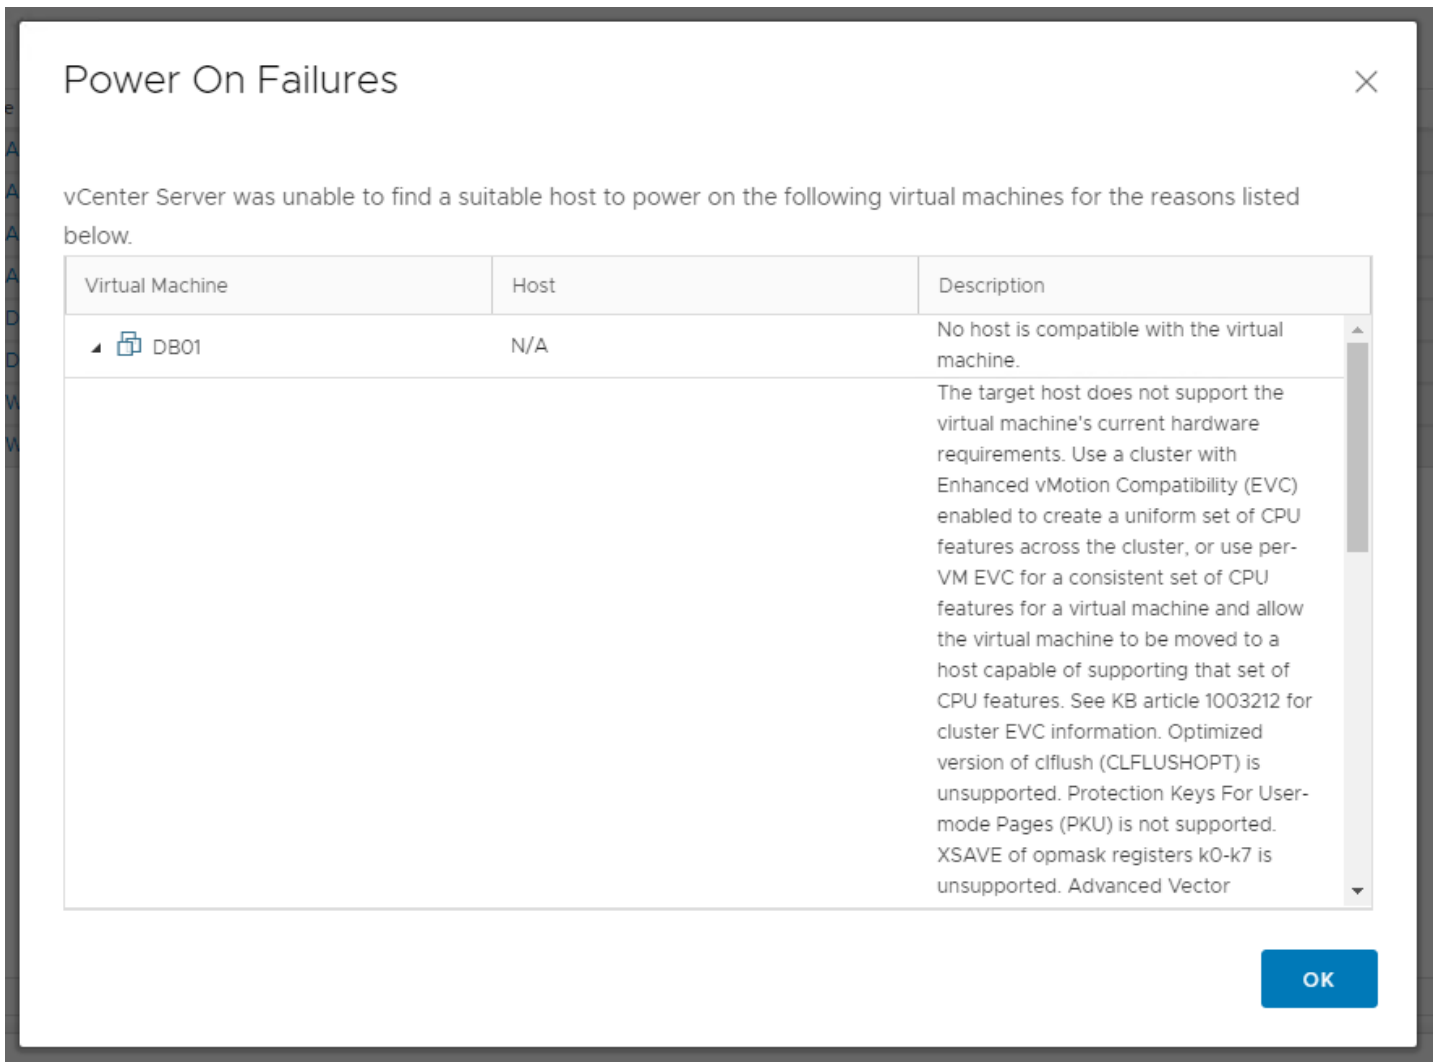 Power On Failures
vCenter Server was unable to find a suitable host to power on the following virtual machines for the reasons listed
below.
Virtual Machine
Host
Description
DB01
N/A
No host is compatible with the virtual
machine.
The target host does not support the
virtual machine's current hardware
requirements. Use a cluster with
Enhanced vMotion Compatibility (EVC)
enabled to create a uniform set of CPU
features across the cluster, or use per-
VM EVC for a consistent set of CPU
features for a virtual machine and allow
the virtual machine to be moved to a
host capable of supporting that set of
CPU features. See KB article 1003212 for
cluster EVC information. Optimized
version of clflush (CLFLUSHOPT) is
unsupported. Protection Keys For User-
mode Pages (PKU) is not supported.
XSAVE of opmask registers k0-k7 is
unsupported. Advanced Vector
OK
e
A
A
A
A
D
D
W
W